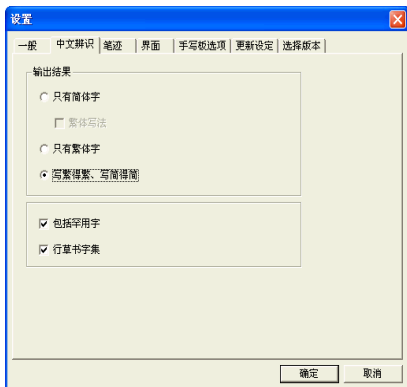 设置
一般 中文辨识 笔迹 界面 手写板选项 更新设定 选择版本
输出结果
只有简体字
繁体写法
只有繁体字
写繁得繁、写简得简
包括罕用字
行草书字集
确定 取消